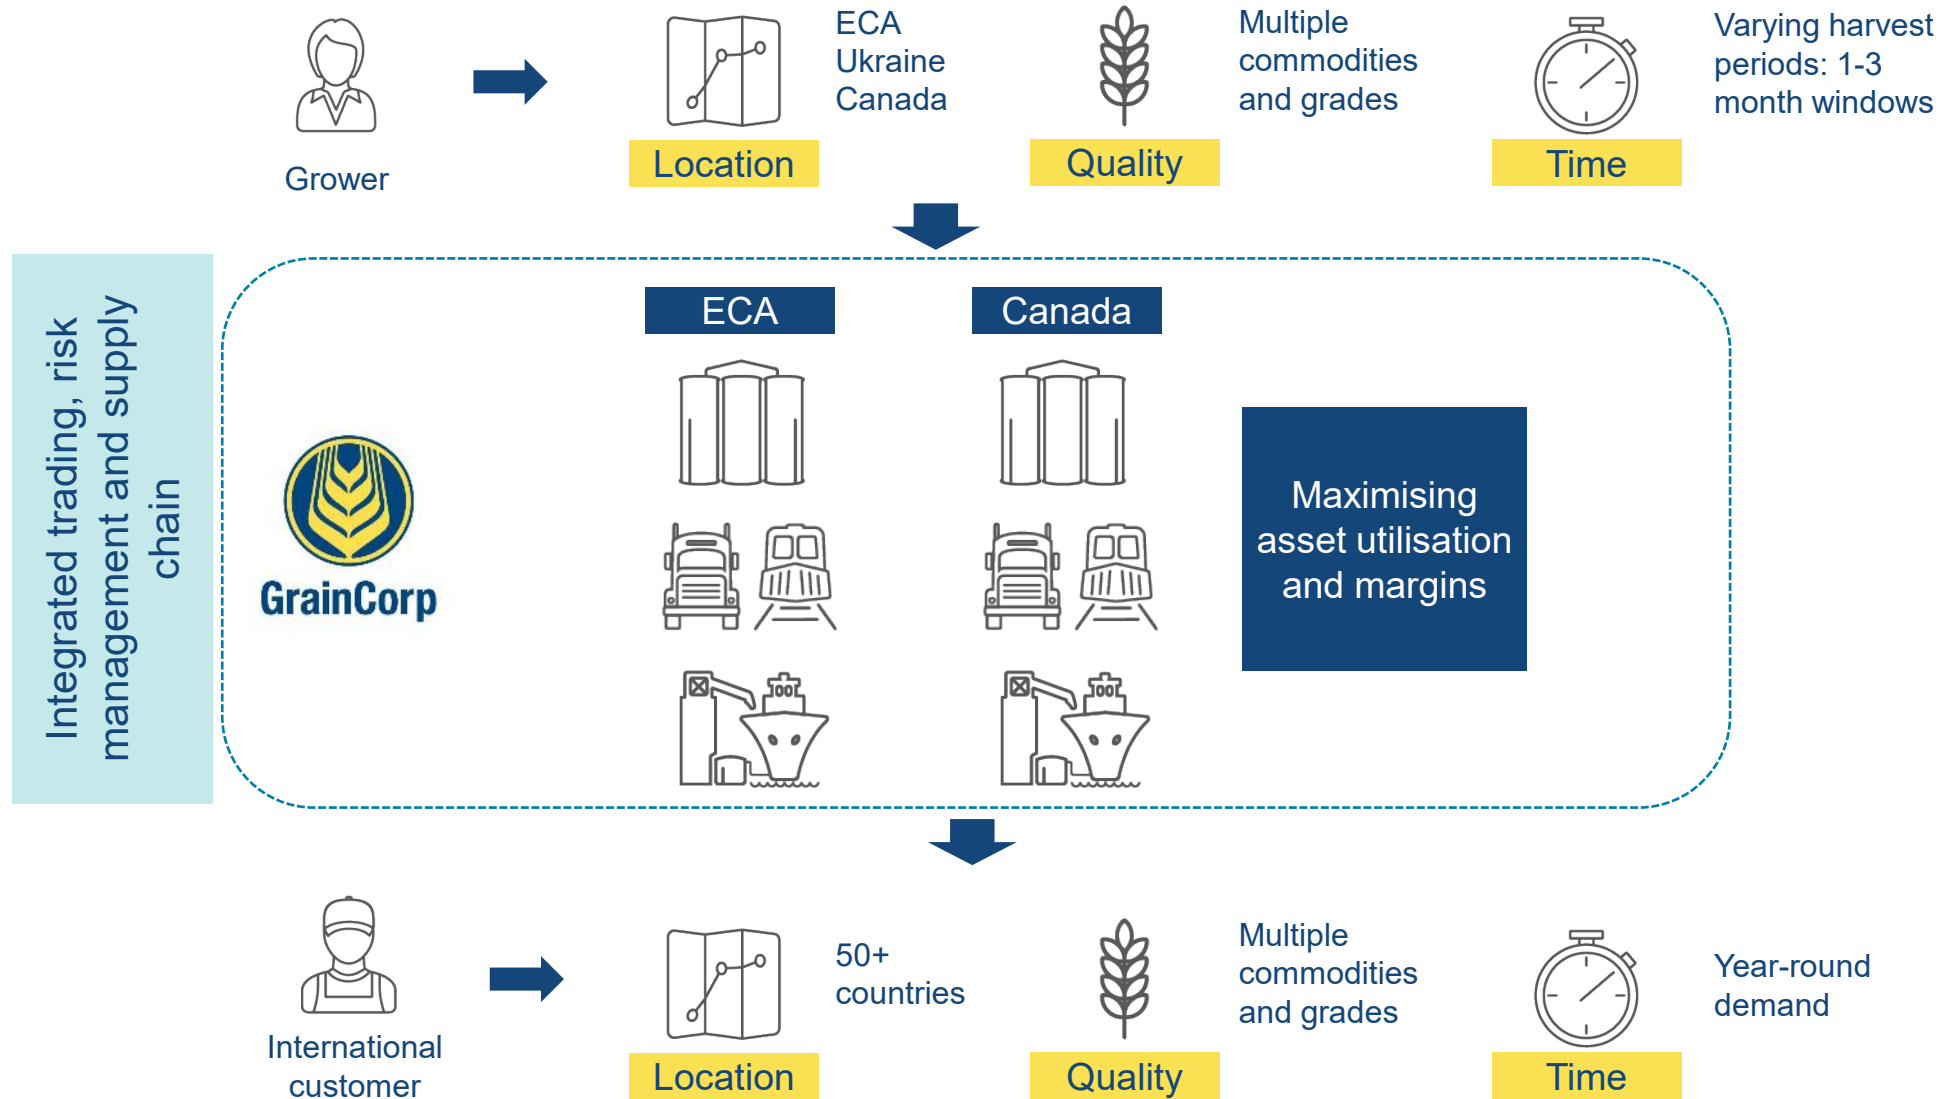 Grower
ECA
Ukraine
Canada
Location
Multiple
commodities
and grades
Quality
Varying harvest
periods: 1-3
month windows
Time
Integrated trading, risk
management and supply
chain
GrainCorp
ECA
Canada
Maximising
asset utilisation
and margins
International
customer
50+
countries
Location
Multiple
commodities
and grades
Quality
Year-round
demand
Time